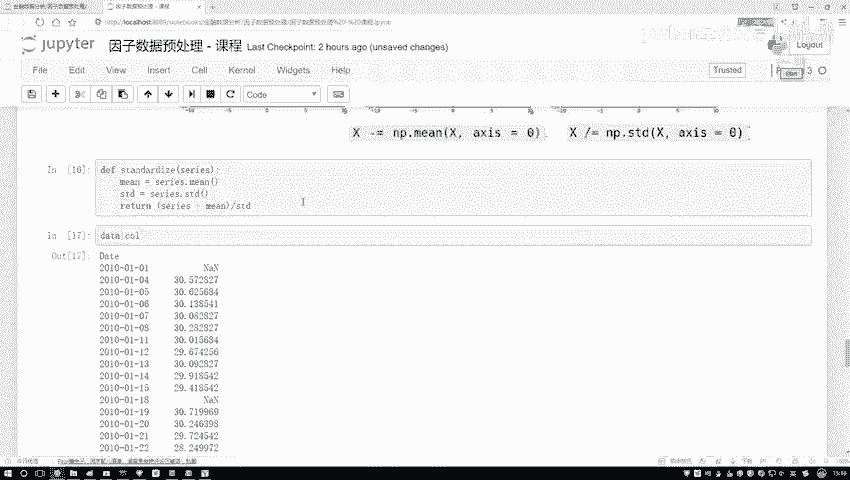 因子数据预处理 - 课程
http://localhost:8889/notebooks/金融数据分析/因子数据预处理/因子数据预处理%20-%20课程.ipynb
jupyter 因子数据预处理 - 课程 Last Checkpoint: 2 hours ago (unsaved changes)
Logout
File Edit View Insert Cell Kernel Widgets Help
Trusted
3
Code
X -= np.mean(X, axis = 0). X /= np.std(X, axis = 0)
In [10]: def standardize(series):
mean = series.mean()
std = series.std()
return (series - mean)/std
In [17]: data col
Out[17]: Date
2010-01-01 NaN
2010-01-04 30.572827
2010-01-05 30.625684
2010-01-06 30.138541
2010-01-07 30.082827
2010-01-08 30.282827
2010-01-11 30.015684
2010-01-12 29.674256
2010-01-13 30.092827
2010-01-14 29.918542
2010-01-15 29.418542
2010-01-18 NaN
2010-01-19 30.719969
2010-01-20 30.246398
2010-01-21 29.724542
2010-01-22 28.249972